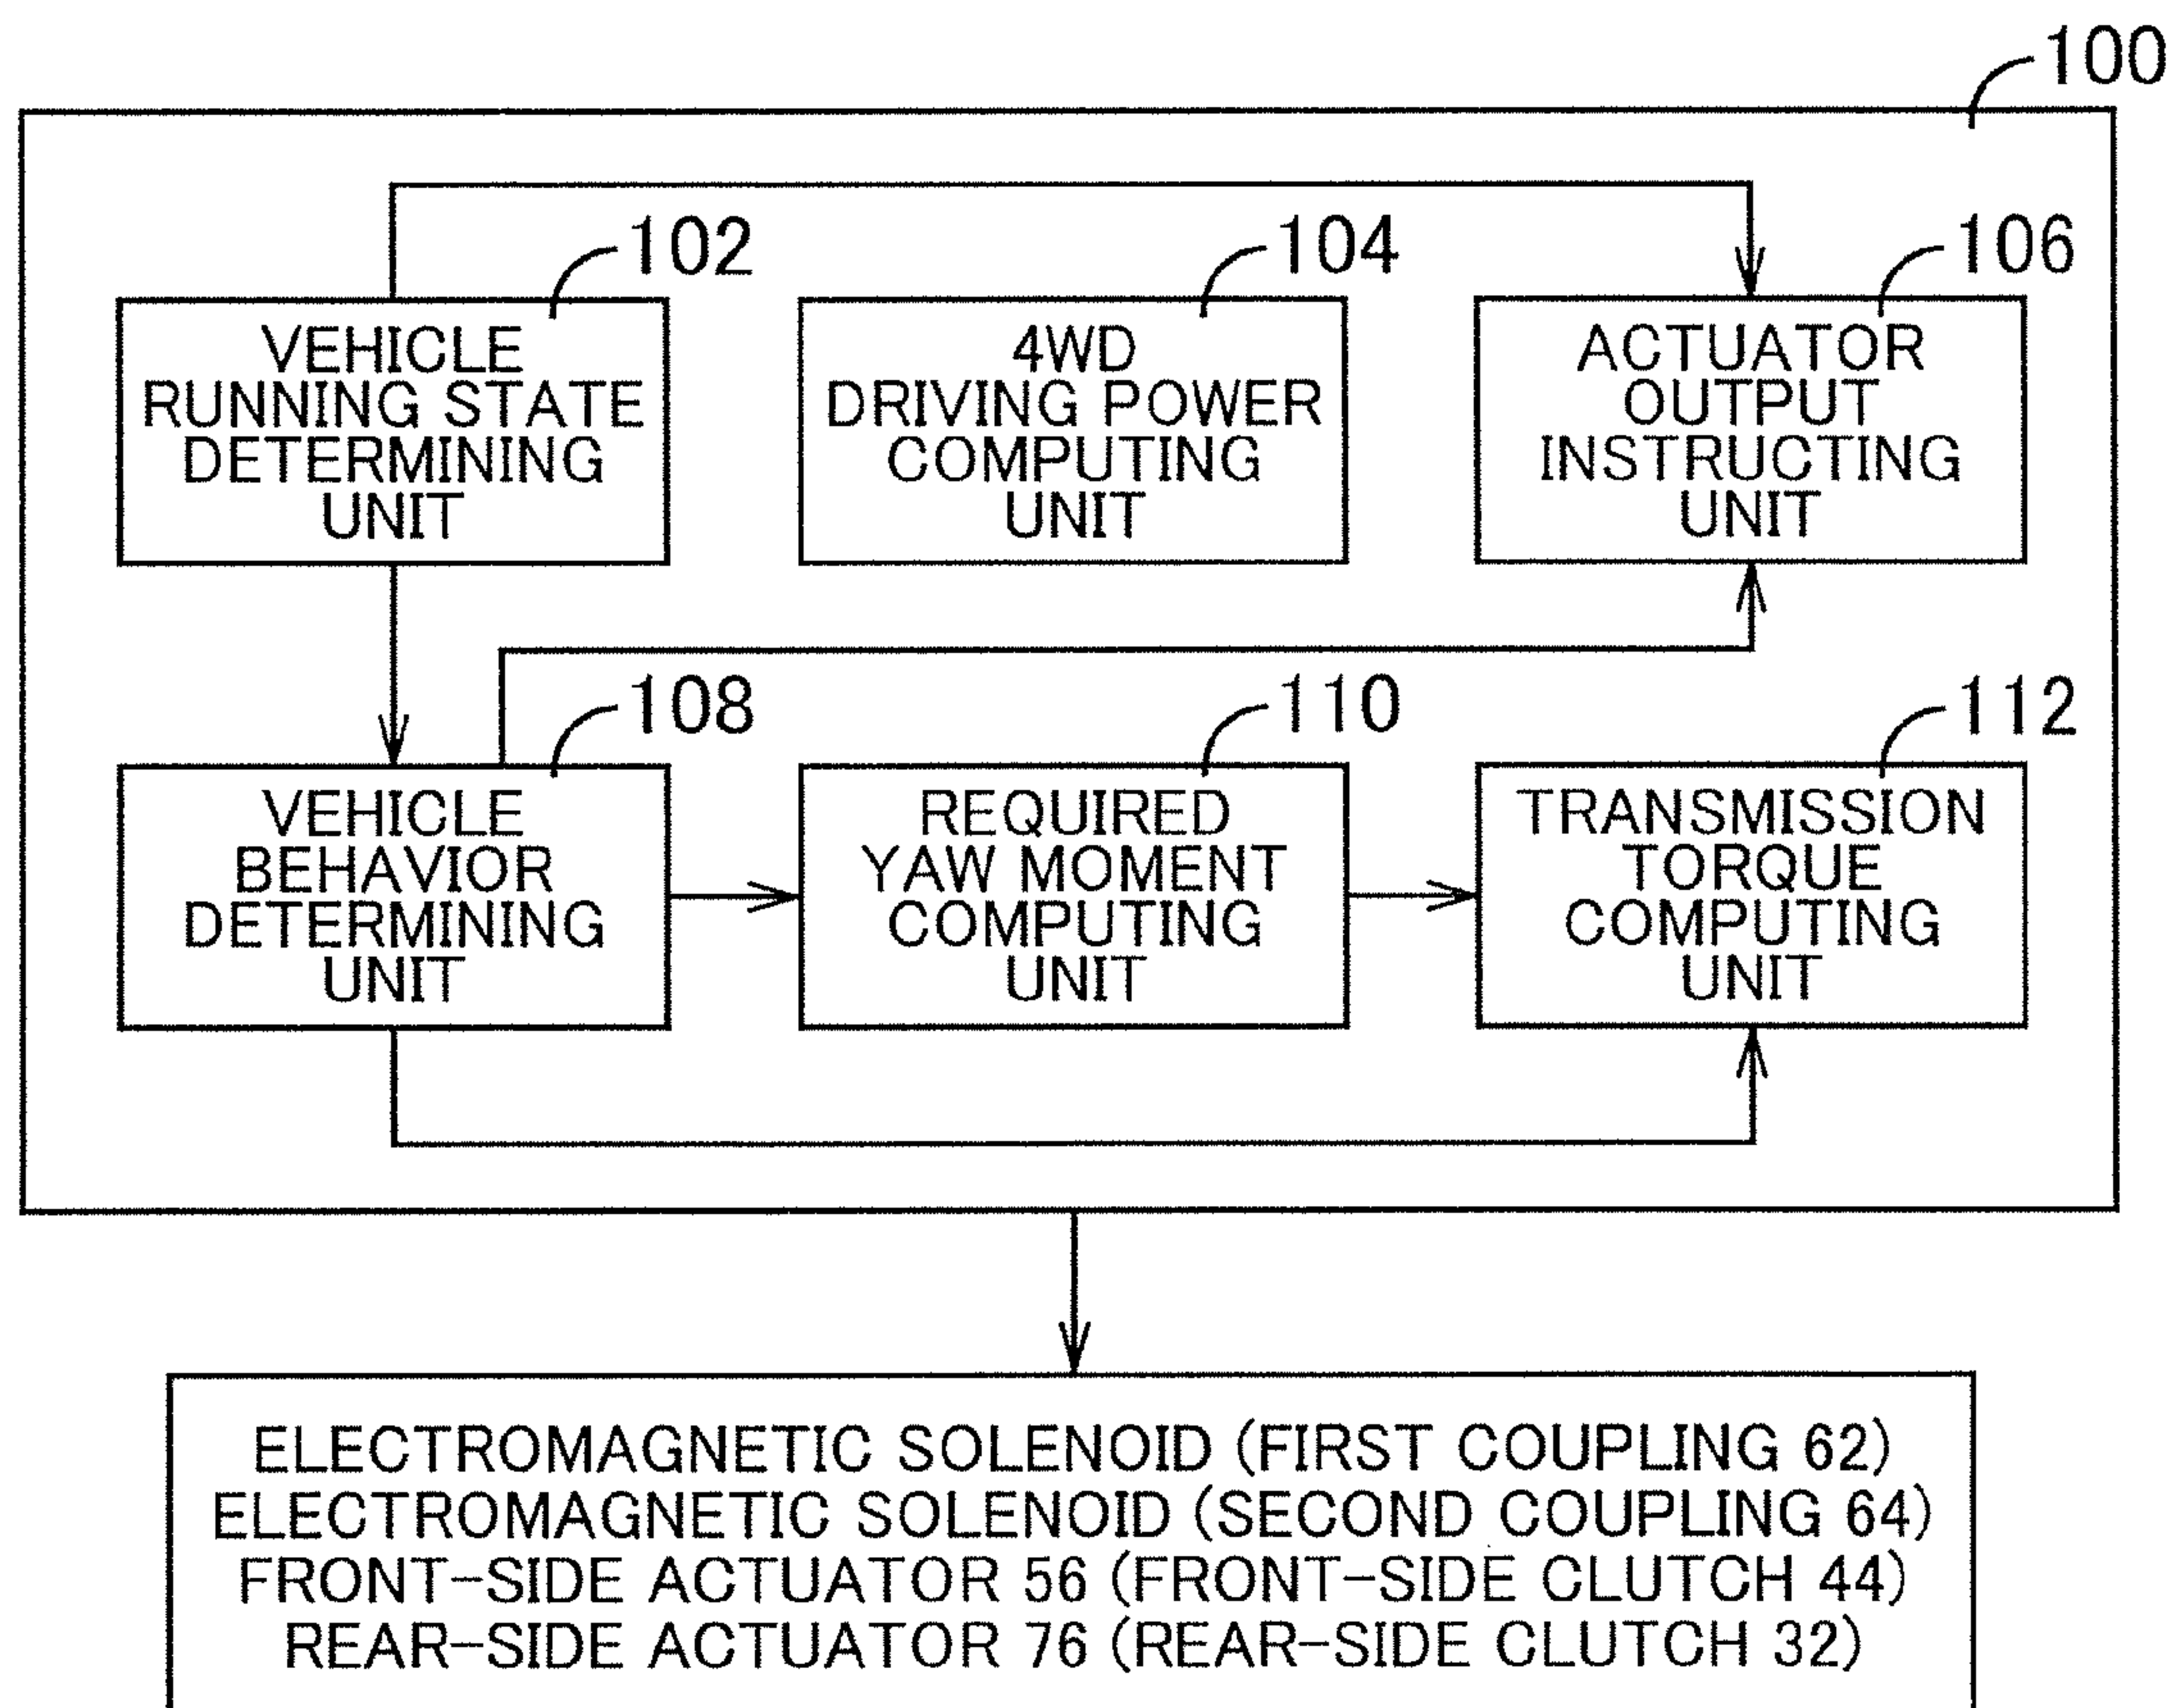 100
102
VEHICLE
RUNNING STATE
DETERMINING
UNIT
104
4WD
DRIVING POWER
COMPUTING
UNIT
106
ACTUATOR
OUTPUT
INSTRUCTING
UNIT
108
VEHICLE
BEHAVIOR
DETERMINING
UNIT
110
REQUIRED
YAW MOMENT
COMPUTING
UNIT
112
TRANSMISSION
TORQUE
COMPUTING
UNIT
ELECTROMAGNETIC SOLENOID (FIRST COUPLING 62)
ELECTROMAGNETIC SOLENOID (SECOND COUPLING 64)
FRONT-SIDE ACTUATOR 56 (FRONT-SIDE CLUTCH 44)
REAR-SIDE ACTUATOR 76 (REAR-SIDE CLUTCH 32)